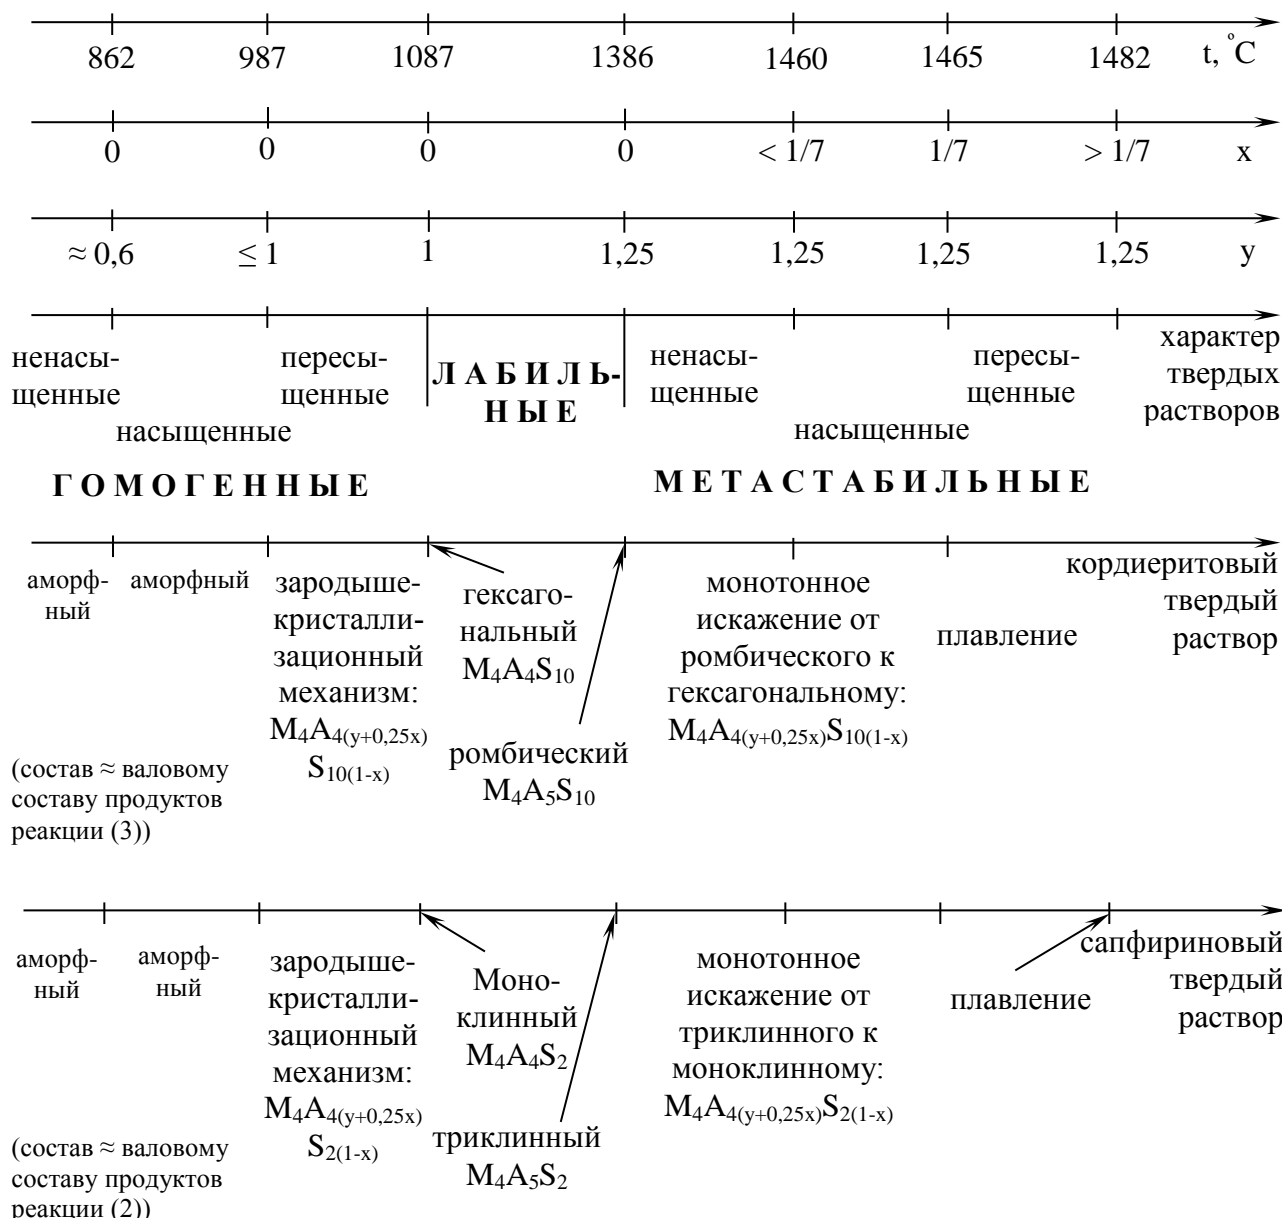 862 987 1087 1386 1460 1465 1482 t, °C
0 0 0 0 < 1/7 1/7 > 1/7 x
≈ 0,6 ≤ 1 1 1,25 1,25 1,25 1,25 y
ненасы-
щенные
насыщенные
пересы-
щенные
ЛАБИЛЬ-
НЫЕ
ненасы-
щенные
насыщенные
пересы-
щенные
характер
твердых
растворов
ГОМОГЕННЫЕ
МЕТАСТАБИЛЬНЫЕ
аморф-
ный
аморфный
зародыше-
кристалли-
зационный
механизм:
M₄A₄₍y₊₀,₂₅ₓ₎
S₁₀₍₁₋ₓ₎
гексаго-
нальный
M₄A₄S₁₀
ромбический
M₄A₅S₁₀
монотонное
искажение от
ромбического к
гексагональному:
M₄A₄₍y₊₀,₂₅ₓ₎S₁₀₍₁₋ₓ₎
плавление
кордиеритовый
твердый
раствор
(состав ≈ валовому
составу продуктов
реакции (3))
аморф-
ный
аморф-
ный
зародыше-
кристалли-
зационный
механизм:
M₄A₄₍y₊₀,₂₅ₓ₎
S₂₍₁₋ₓ₎
Моно-
клинный
M₄A₄S₂
триклинный
M₄A₅S₂
монотонное
искажение от
триклинного к
моноклинному:
M₄A₄₍y₊₀,₂₅ₓ₎S₂₍₁₋ₓ₎
плавление
сапфириновый
твердый
раствор
(состав ≈ валовому
составу продуктов
реакции (2))